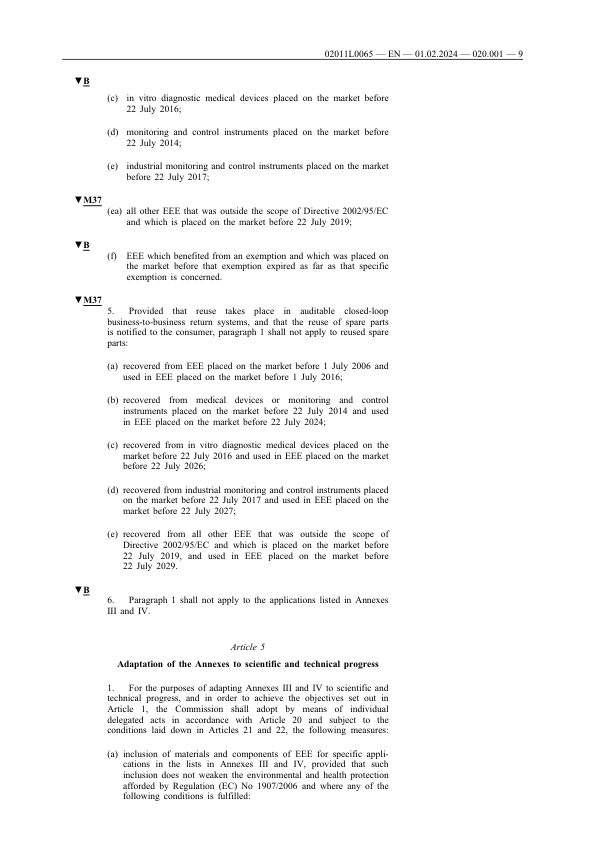 02011L0065 — EN — 01.02.2024 — 020.001 — 9
▼B
(c) in vitro diagnostic medical devices placed on the market before
22 July 2016;
(d) monitoring and control instruments placed on the market before
22 July 2014;
(e) industrial monitoring and control instruments placed on the market
before 22 July 2017;
▼M37
(ea) all other EEE that was outside the scope of Directive 2002/95/EC
and which is placed on the market before 22 July 2019;
▼B
(f) EEE which benefited from an exemption and which was placed on
the market before that exemption expired as far as that specific
exemption is concerned.
▼M37
5. Provided that reuse takes place in auditable closed-loop
business-to-business return systems, and that the reuse of spare parts
is notified to the consumer, paragraph 1 shall not apply to reused spare
parts:
(a) recovered from EEE placed on the market before 1 July 2006 and
used in EEE placed on the market before 1 July 2016;
(b) recovered from medical devices or monitoring and control
instruments placed on the market before 22 July 2014 and used
in EEE placed on the market before 22 July 2024;
(c) recovered from in vitro diagnostic medical devices placed on the
market before 22 July 2016 and used in EEE placed on the market
before 22 July 2026;
(d) recovered from industrial monitoring and control instruments placed
on the market before 22 July 2017 and used in EEE placed on the
market before 22 July 2027;
(e) recovered from all other EEE that was outside the scope of
Directive 2002/95/EC and which is placed on the market before
22 July 2019, and used in EEE placed on the market before
22 July 2029.
▼B
6. Paragraph 1 shall not apply to the applications listed in Annexes
III and IV.
Article 5
Adaptation of the Annexes to scientific and technical progress
1. For the purposes of adapting Annexes III and IV to scientific and
technical progress, and in order to achieve the objectives set out in
Article 1, the Commission shall adopt by means of individual
delegated acts in accordance with Article 20 and subject to the
conditions laid down in Articles 21 and 22, the following measures:
(a) inclusion of materials and components of EEE for specific appli-
cations in the lists in Annexes III and IV, provided that such
inclusion does not weaken the environmental and health protection
afforded by Regulation (EC) No 1907/2006 and where any of the
following conditions is fulfilled: